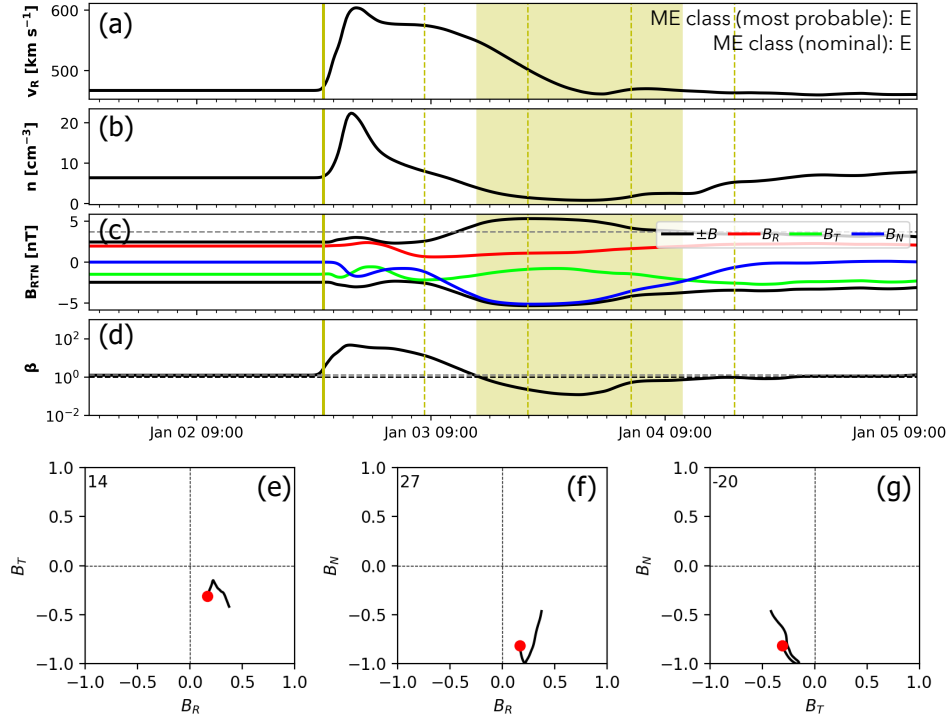 (a)
ME class (most probable): E
ME class (nominal): E
v_R [km s⁻¹]
600
500
(b)
n [cm⁻³]
20
10
0
(c)
B_RTN [nT]
5
0
−5
±B
B_R
B_T
B_N
(d)
β
10²
10⁰
10⁻²
Jan 02 09:00
Jan 03 09:00
Jan 04 09:00
Jan 05 09:00
14
(e)
B_T
1.0
0.5
0.0
−0.5
−1.0
−1.0 −0.5 0.0 0.5 1.0
B_R
27
(f)
B_N
1.0
0.5
0.0
−0.5
−1.0
−1.0 −0.5 0.0 0.5 1.0
B_R
-20
(g)
B_N
1.0
0.5
0.0
−0.5
−1.0
−1.0 −0.5 0.0 0.5 1.0
B_T